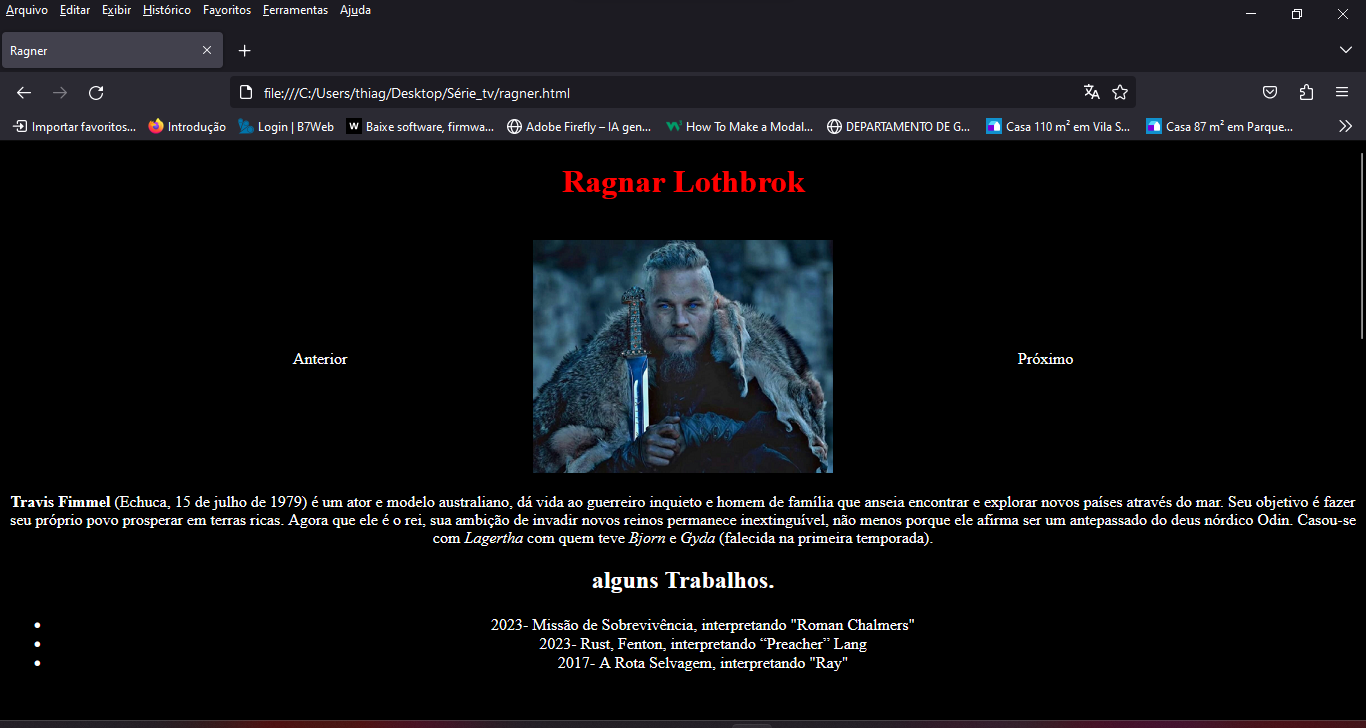 Arquivo Editar Exibir Histórico Favoritos Ferramentas Ajuda
Ragner
file:///C:/Users/thiag/Desktop/Série_tv/ragner.html
Importar favoritos... Introdução Login | B7Web W Baixe software, firmwa... Adobe Firefly – IA gen... How To Make a Modal... DEPARTAMENTO DE G... Casa 110 m² em Vila S... Casa 87 m² em Parque...
Ragnar Lothbrok
Anterior Próximo
Travis Fimmel (Echuca, 15 de julho de 1979) é um ator e modelo australiano, dá vida ao guerreiro inquieto e homem de família que anseia encontrar e explorar novos países através do mar. Seu objetivo é fazer
seu próprio povo prosperar em terras ricas. Agora que ele é o rei, sua ambição de invadir novos reinos permanece inextinguível, não menos porque ele afirma ser um antepassado do deus nórdico Odin. Casou-se
com Lagertha com quem teve Bjorn e Gyda (falecida na primeira temporada).
alguns Trabalhos.
• 2023- Missão de Sobrevivência, interpretando "Roman Chalmers"
• 2023- Rust, Fenton, interpretando “Preacher” Lang
• 2017- A Rota Selvagem, interpretando "Ray"